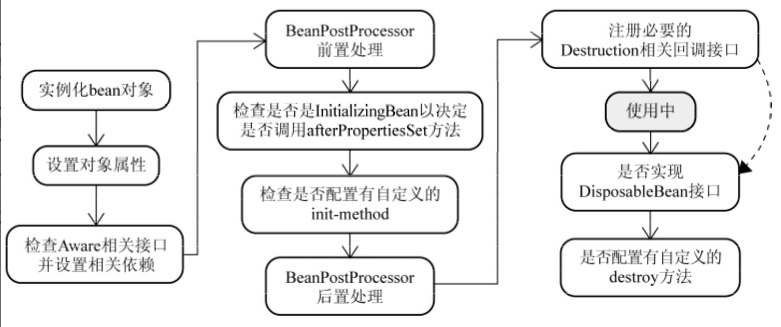 实例化bean对象
设置对象属性
检查Aware相关接口
并设置相关依赖
BeanPostProcessor
前置处理
检查是否是InitializingBean以决定
是否调用afterPropertiesSet方法
检查是否配置有自定义的
init-method
BeanPostProcessor
后置处理
注册必要的
Destruction相关回调接口
使用中
是否实现
DisposableBean接口
是否配置有自定义的
destroy方法